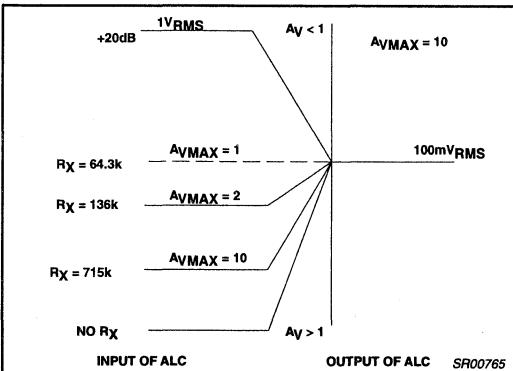 1VRMS
+20dB
AV < 1
AVMAX = 10
AVMAX = 1
100mVRMS
RX = 64.3k
AVMAX = 2
RX = 136k
AVMAX = 10
RX = 715k
NO RX
AV > 1
INPUT OF ALC
OUTPUT OF ALC
SR00765